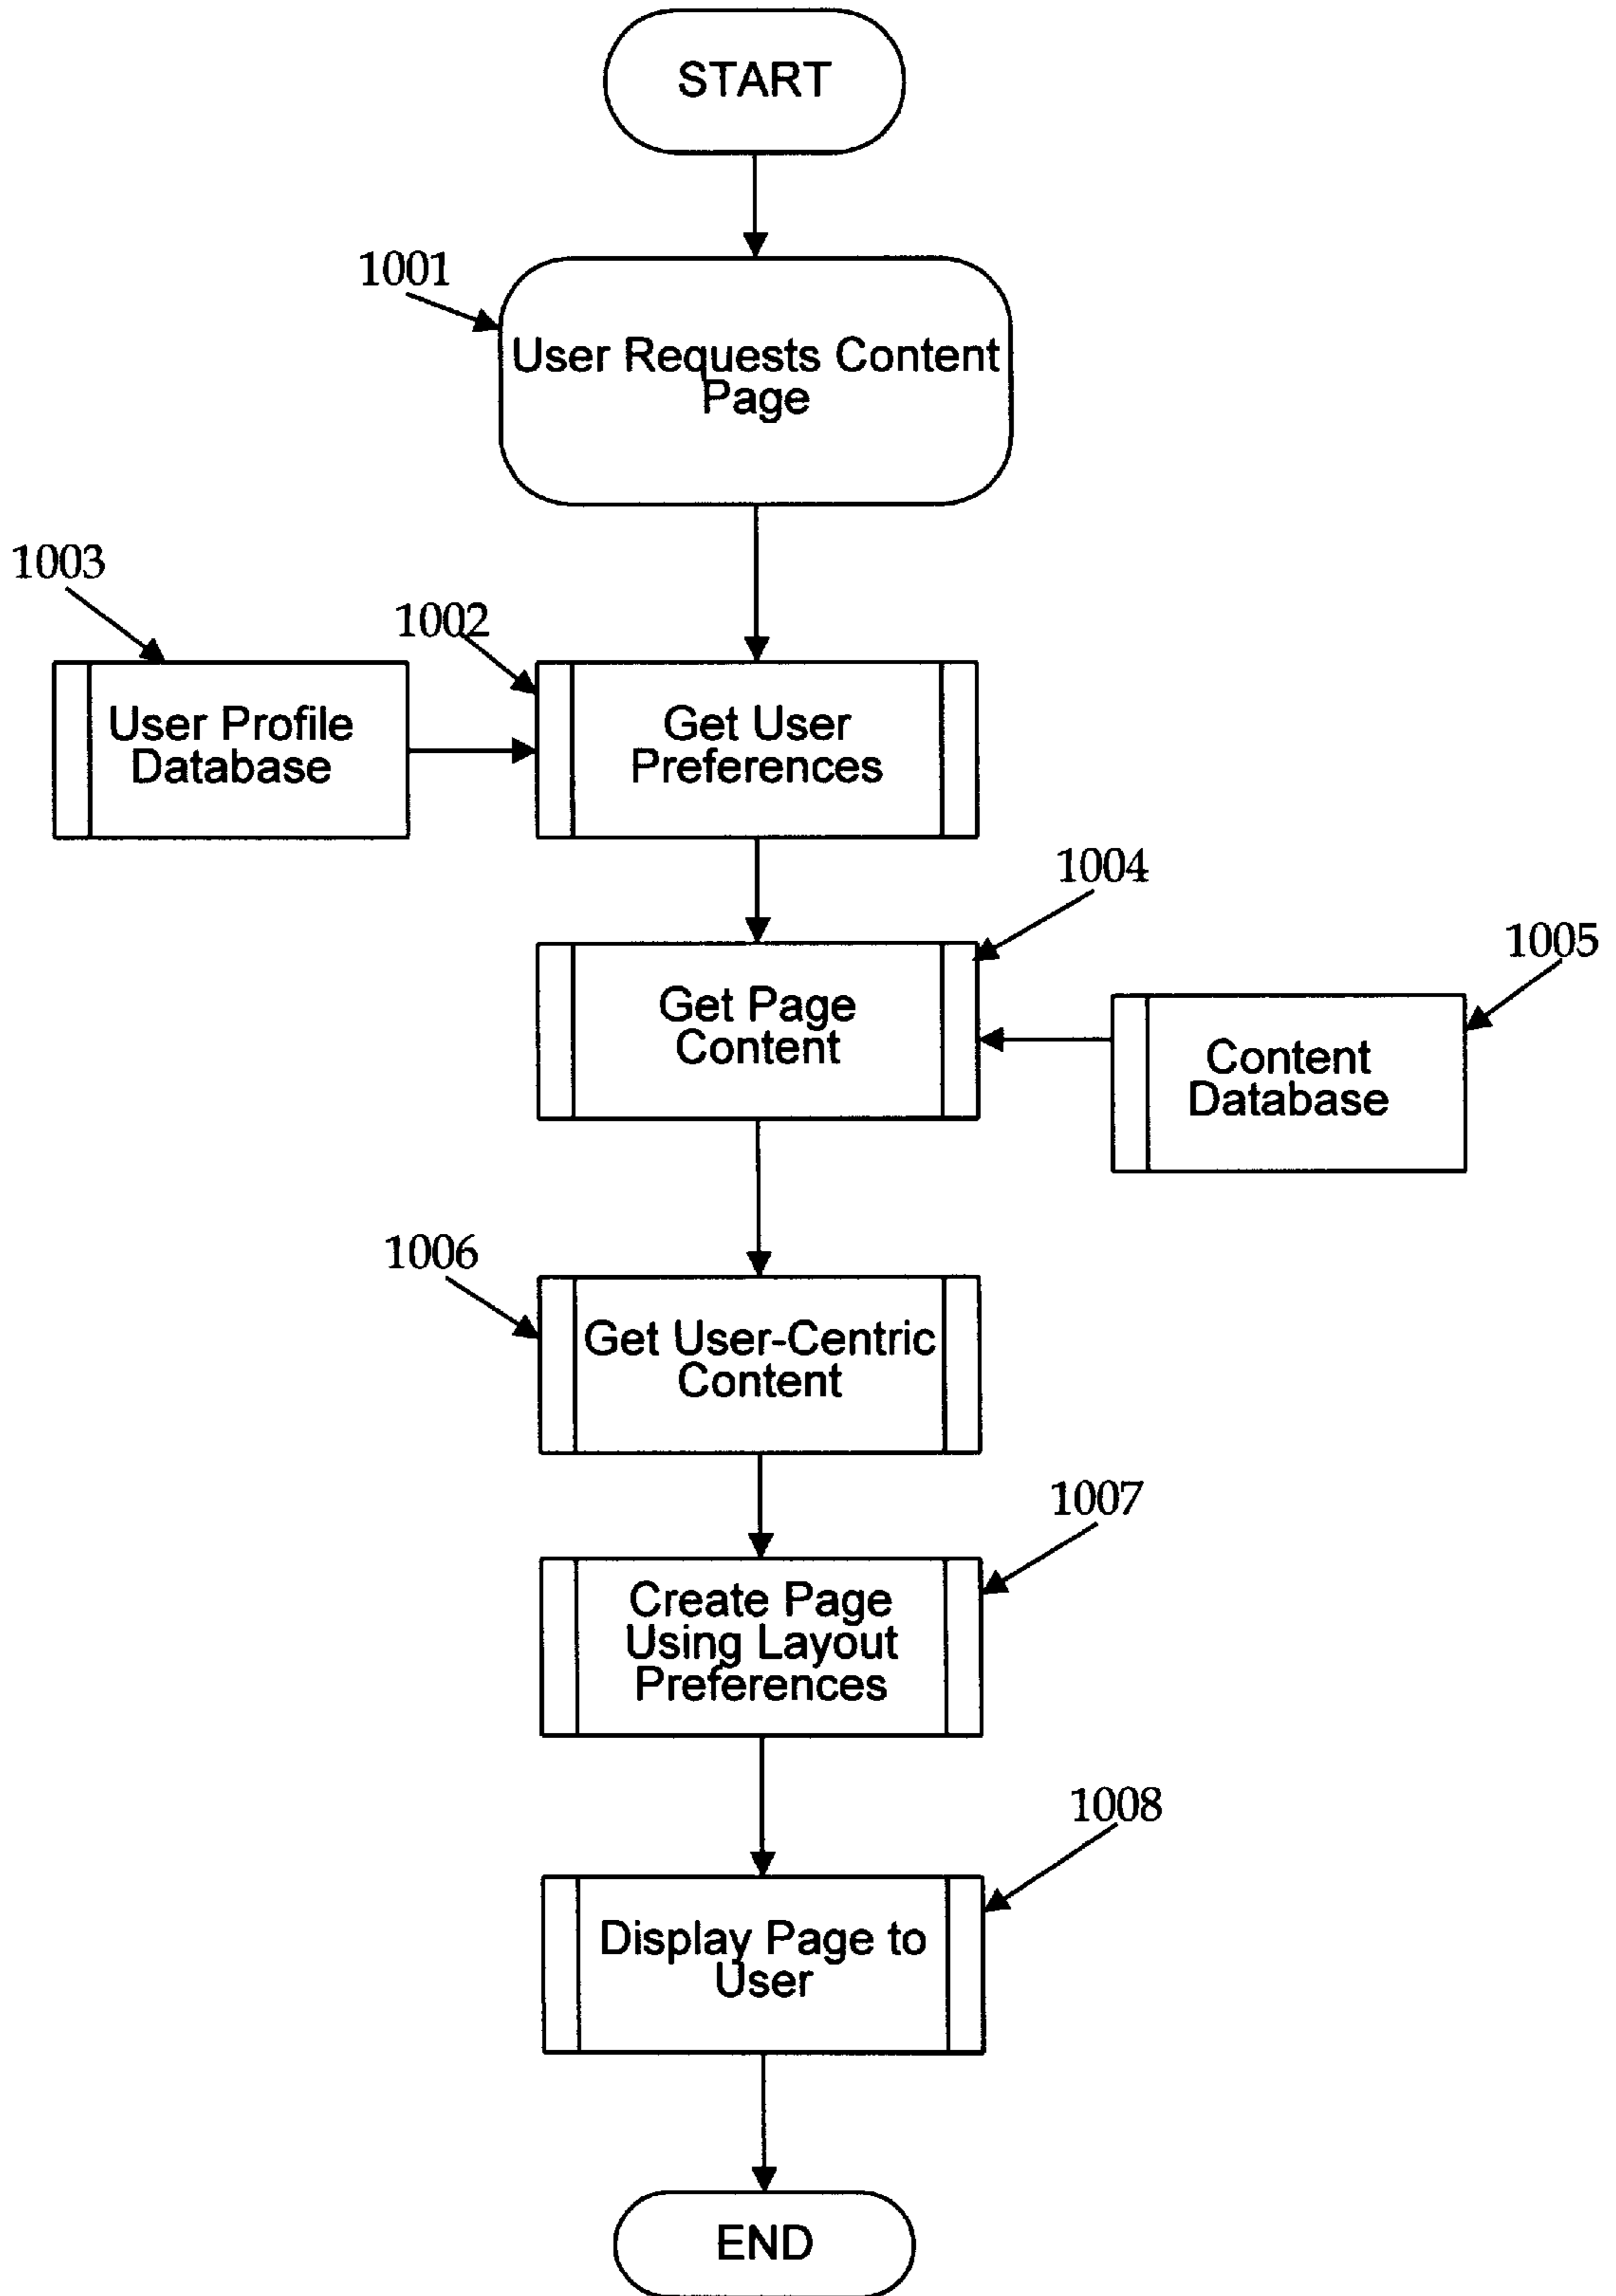 START
1001
User Requests Content
Page
1003
1002
User Profile
Database
Get User
Preferences
1004
Get Page
Content
1005
Content
Database
1006
Get User-Centric
Content
1007
Create Page
Using Layout
Preferences
1008
Display Page to
User
END